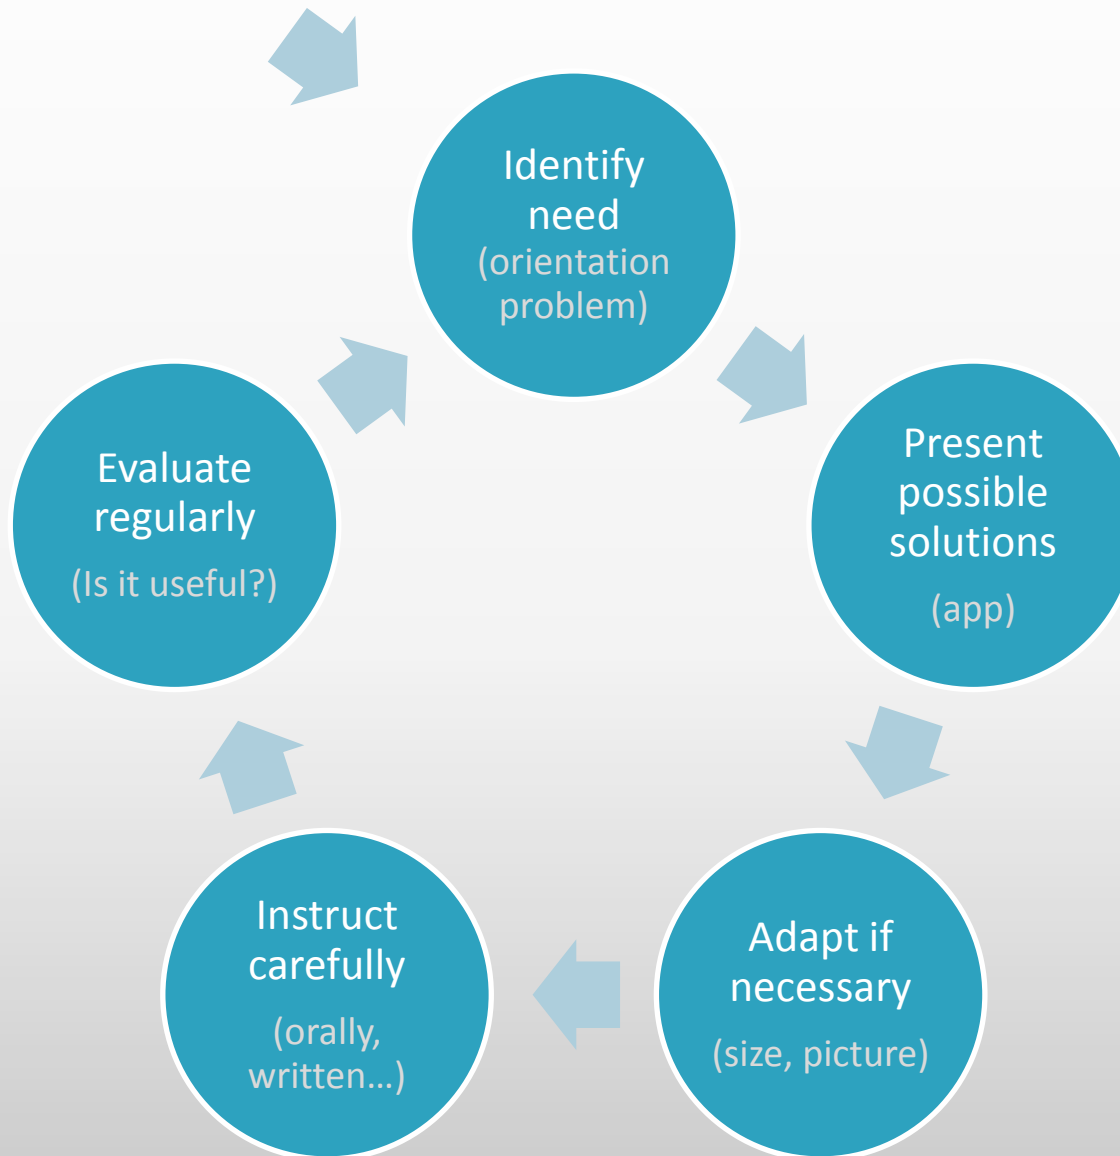 Identify
need
(orientation
problem)
Present
possible
solutions
(app)
Adapt if
necessary
(size, picture)
Instruct
carefully
(orally,
written…)
Evaluate
regularly
(Is it useful?)